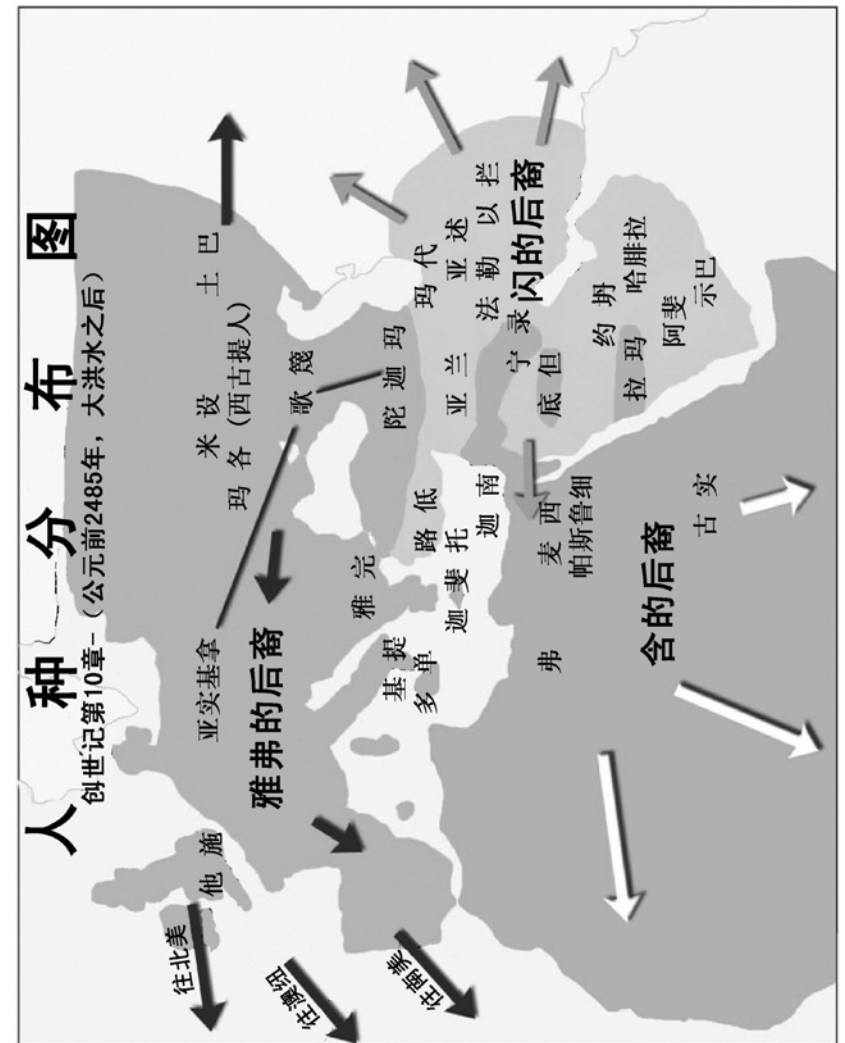 人种分布图
创世记第10章-（公元前2485年，大洪水之后）
往北美
他施
亚实基拿
米设
土巴
玛各（西古提人）
雅弗的后裔
往澳纽
歌篾
雅完
陀迦玛
基提
往南美
多单
路低
玛代
迦斐托
亚兰
亚述
迦南
法勒
以拦
宁录
闪的后裔
弗
麦西
底但
帕斯鲁细
约坍
哈腓拉
拉玛
含的后裔
阿斐
古实
示巴